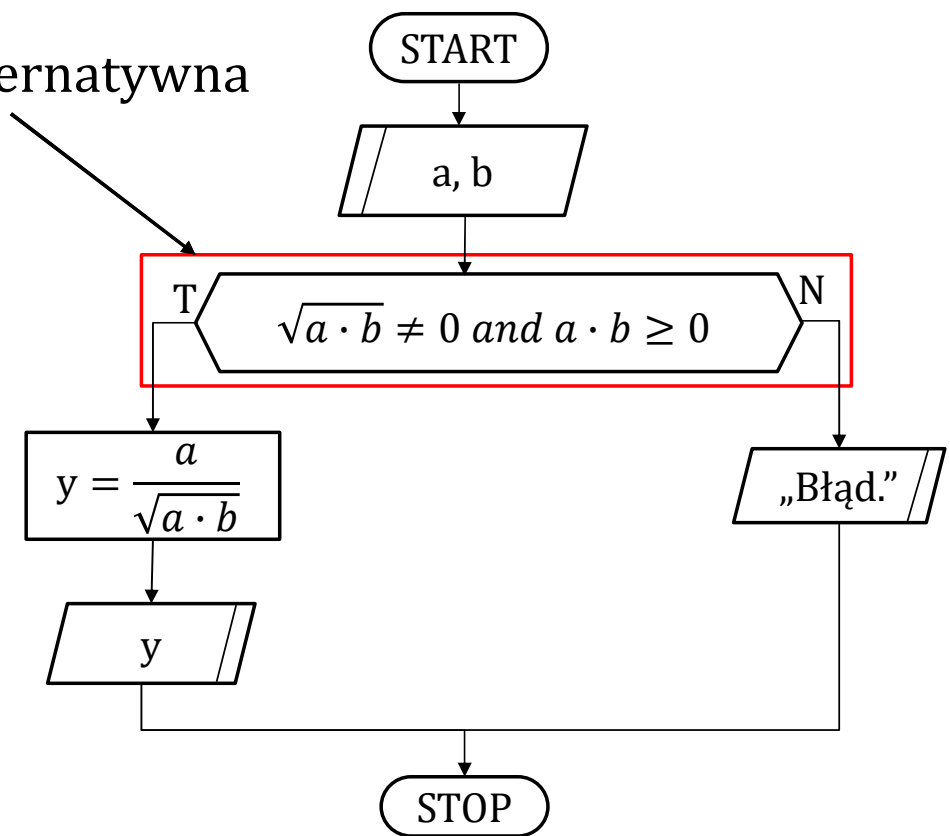 START
ernatywna
a, b
T
N
√(a · b) ≠ 0 and a · b ≥ 0
y = a / √(a · b)
„Błąd.”
y
STOP